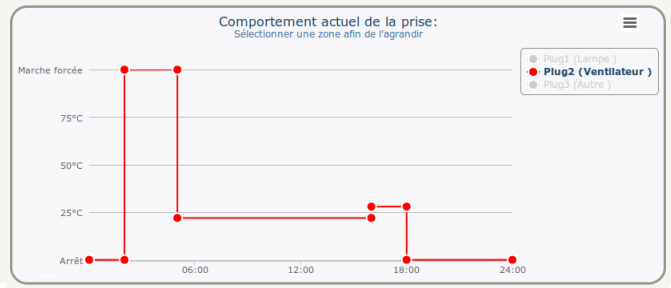 Comportement actuel de la prise:
Sélectionner une zone afin de l'agrandir
Plug1 (Lampe )
Plug2 (Ventilateur )
Plug3 (Autre )
Marche forcée
75°C
50°C
25°C
Arrêt
06:00 12:00 18:00 24:00